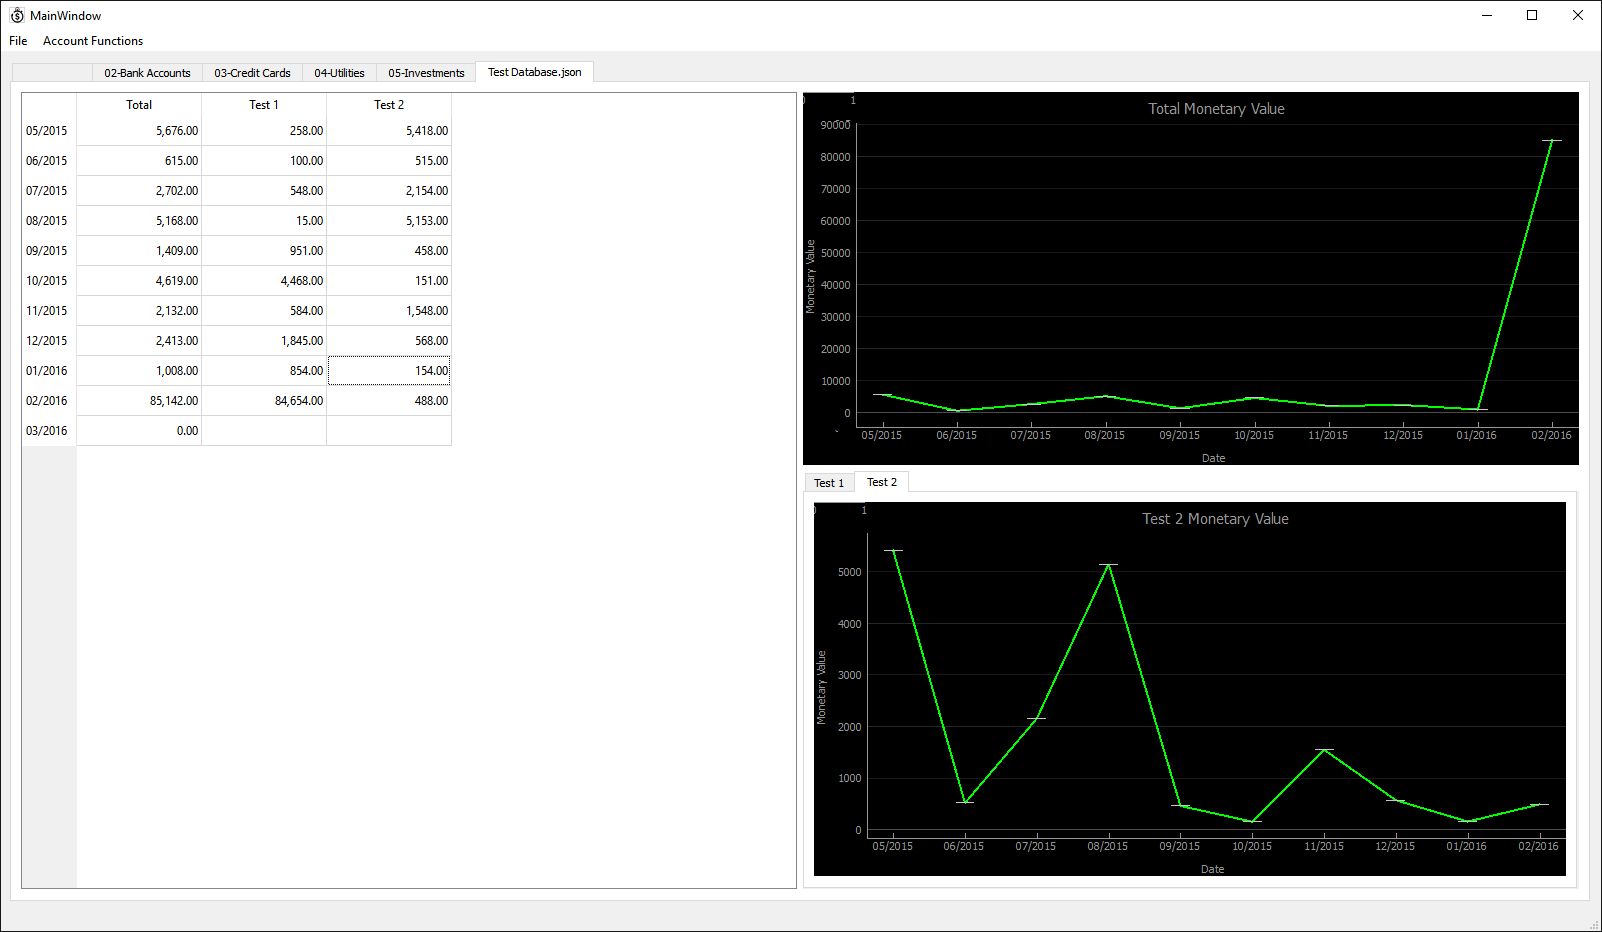 MainWindow
File Account Functions
02-Bank Accounts 03-Credit Cards 04-Utilities 05-Investments Test Database.json
Total Test 1 Test 2
05/2015 5,676.00 258.00 5,418.00
06/2015 615.00 100.00 515.00
07/2015 2,702.00 548.00 2,154.00
08/2015 5,168.00 15.00 5,153.00
09/2015 1,409.00 951.00 458.00
10/2015 4,619.00 4,468.00 151.00
11/2015 2,132.00 584.00 1,548.00
12/2015 2,413.00 1,845.00 568.00
01/2016 1,008.00 854.00 154.00
02/2016 85,142.00 84,654.00 488.00
03/2016 0.00
0 1
Total Monetary Value
90000
80000
70000
60000
50000
40000
30000
20000
10000
0
Monetary Value
05/2015 06/2015 07/2015 08/2015 09/2015 10/2015 11/2015 12/2015 01/2016 02/2016
Date
Test 1 Test 2
0 1
Test 2 Monetary Value
5000
4000
3000
2000
1000
0
Monetary Value
05/2015 06/2015 07/2015 08/2015 09/2015 10/2015 11/2015 12/2015 01/2016 02/2016
Date